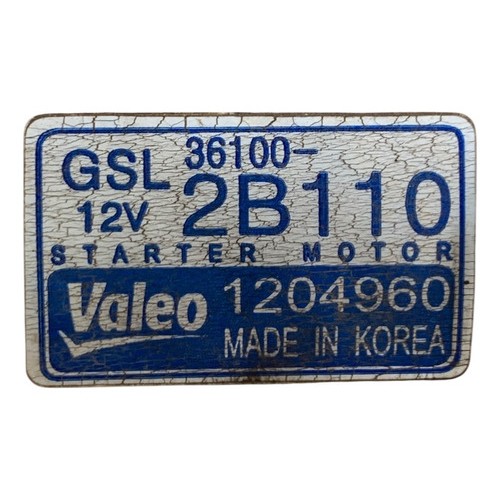 GSL 36100-
12V 2B110
STARTER MOTOR
Valeo 1204960
MADE IN KOREA